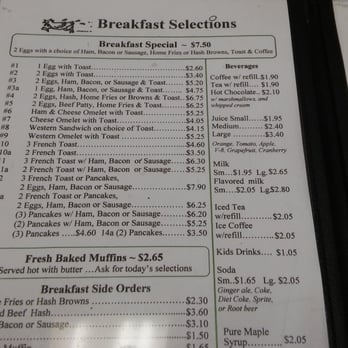 Breakfast Selections
Breakfast Special ~ $7.50
2 Eggs with a choice of Ham, Bacon or Sausage, Home Fries or Hash Browns, Toast & Coffee
#1 1 Egg with Toast $2.60
#2 2 Eggs with Toast $3.40
#3 2 Eggs, Ham, Bacon, or Sausage & Toast $5.20
#3a 1 Egg, Ham, Bacon, or Sausage & Toast $4.75
#4 2 Eggs, Hash, Home Fries or Browns & Toast $6.75
#5 2 Eggs, Beef Patty, Home Fries & Toast $6.25
#6 Ham & Cheese Omelet with Toast $5.25
#7 Cheese Omelet with Toast $4.05
#8 Western Sandwich on choice of Toast $4.15
#9 Western Omelet with Toast $5.25
10 3 French Toast $4.60
10a 2 French Toast $3.50
11 3 French Toast w/ Ham, Bacon or Sausage $6.30
1a 2 French Toast w/ Ham, Bacon or Sausage $5.25
2 3 French Toast or Pancakes,
2 Eggs, Ham, Bacon or Sausage $7.90
a 2 French Toast or Pancakes,
2 Eggs, Ham, Bacon or Sausage $6.25
(3) Pancakes w/ Ham, Bacon or Sausage $6.20
(2) Pancakes w/ Ham, Bacon or Sausage $5.25
(3) Pancakes $4.60 14a (2) Pancakes $3.50
Fresh Baked Muffins ~ $2.65
Served hot with butter ...Ask for today's selections
Breakfast Side Orders
Fries or Hash Browns $2.30
d Beef Hash $3.60
Bacon or Sausage $3.10
Muffin $1.50
$1.65
Beverages
Coffee w/ refill. $1.90
Tea w/ refill $1.90
Hot Chocolate.. $2.10
w/ marshmallows, and
whipped cream
Juice Small $1.95
Medium $2.40
Large $3.40
Orange, Tomato, Apple,
V-8, Grapefruit, Cranberry
Milk
Sm...$1.95 Lg. $2.65
Flavored milk
Sm....$2.05 Lg$2.80
Iced Tea
w/refill $2.05
Ice Coffee
w/refill $2.05
Kids Drinks.... $1.05
Soda
Sm..$1.65 Lg. $2.05
Ginger ale, Coke,
Diet Coke, Sprite,
or Root beer
Pure Maple
Syrup $2.05